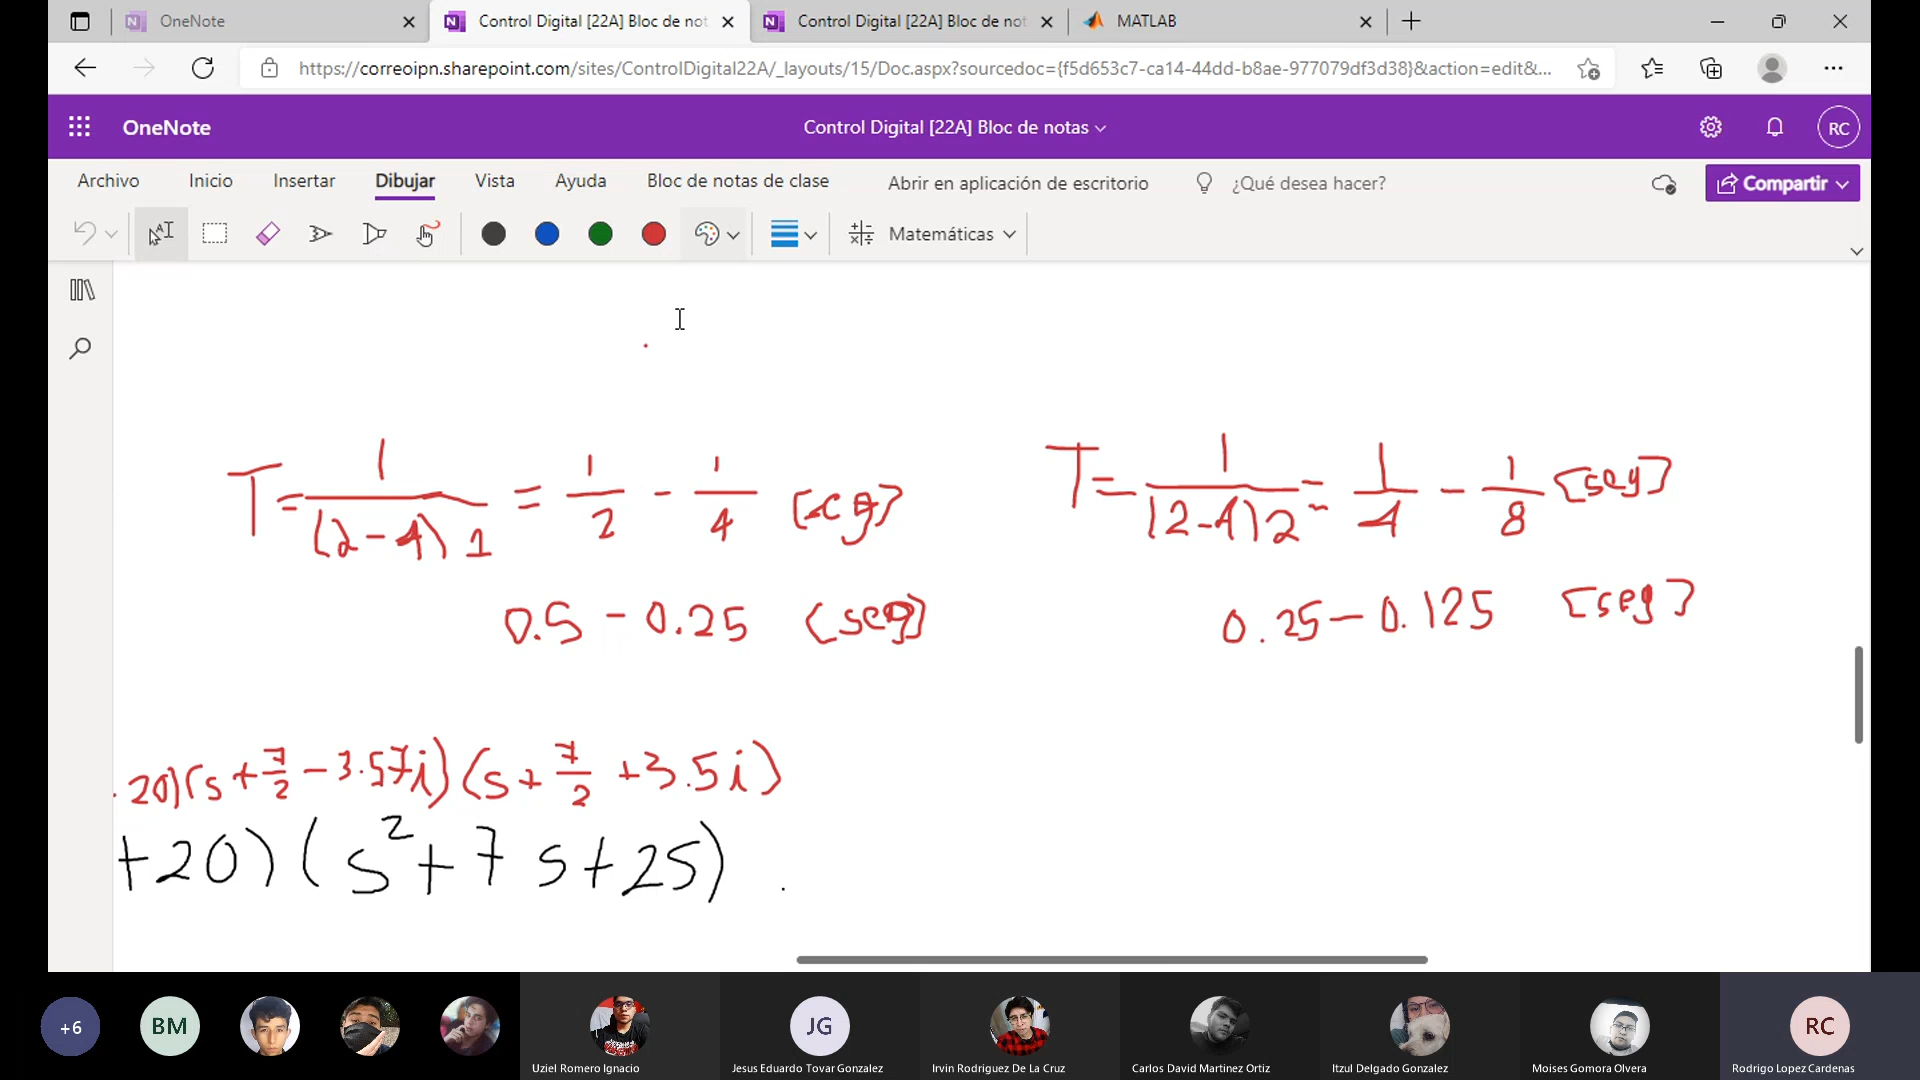 OneNote
Control Digital [22A] Bloc de not
Control Digital [22A] Bloc de not
MATLAB
https://correoipn.sharepoint.com/sites/ControlDigital22A/_layouts/15/Doc.aspx?sourcedoc={f5d653c7-ca14-44dd-b8ae-977079df3d38}&action=edit&...
OneNote
Control Digital [22A] Bloc de notas
RC
Archivo Inicio Insertar Dibujar Vista Ayuda Bloc de notas de clase Abrir en aplicación de escritorio ¿Qué desea hacer? Compartir
Matemáticas
T = 1/((2-4)1) = 1/2 - 1/4 [seg]
0.5 - 0.25 [seg]
T = 1/((2-4)2) = 1/4 - 1/8 [seg]
0.25 - 0.125 [seg]
20)(s + 7/2 - 3.57i)(s + 7/2 + 3.5i)
+20)(s² + 7s + 25)
+6
BM
Uziel Romero Ignacio
JG
Jesus Eduardo Tovar Gonzalez
Irvin Rodriguez De La Cruz
Carlos David Martinez Ortiz
Itzul Delgado Gonzalez
Moises Gomora Olvera
RC
Rodrigo Lopez Cardenas